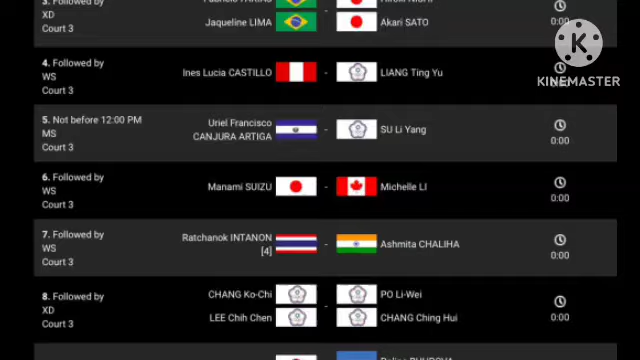 3. Followed by
XD
Court 3
Jaqueline LIMA - Akari SATO
0:00
4. Followed by
WS
Court 3
Ines Lucia CASTILLO - LIANG Ting Yu
KINEMASTER
5. Not before 12:00 PM
MS
Court 3
Uriel Francisco
CANJURA ARTIGA - SU Li Yang
0:00
6. Followed by
WS
Court 3
Manami SUIZU - Michelle LI
0:00
7. Followed by
WS
Court 3
Ratchanok INTANON
[4] - Ashmita CHALIHA
0:00
8. Followed by
XD
Court 3
CHANG Ko-Chi
LEE Chih Chen
-
PO Li-Wei
CHANG Ching Hui
0:00